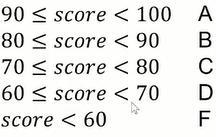 90 ≤ score < 100 A
80 ≤ score < 90 B
70 ≤ score < 80 C
60 ≤ score < 70 D
score < 60 F